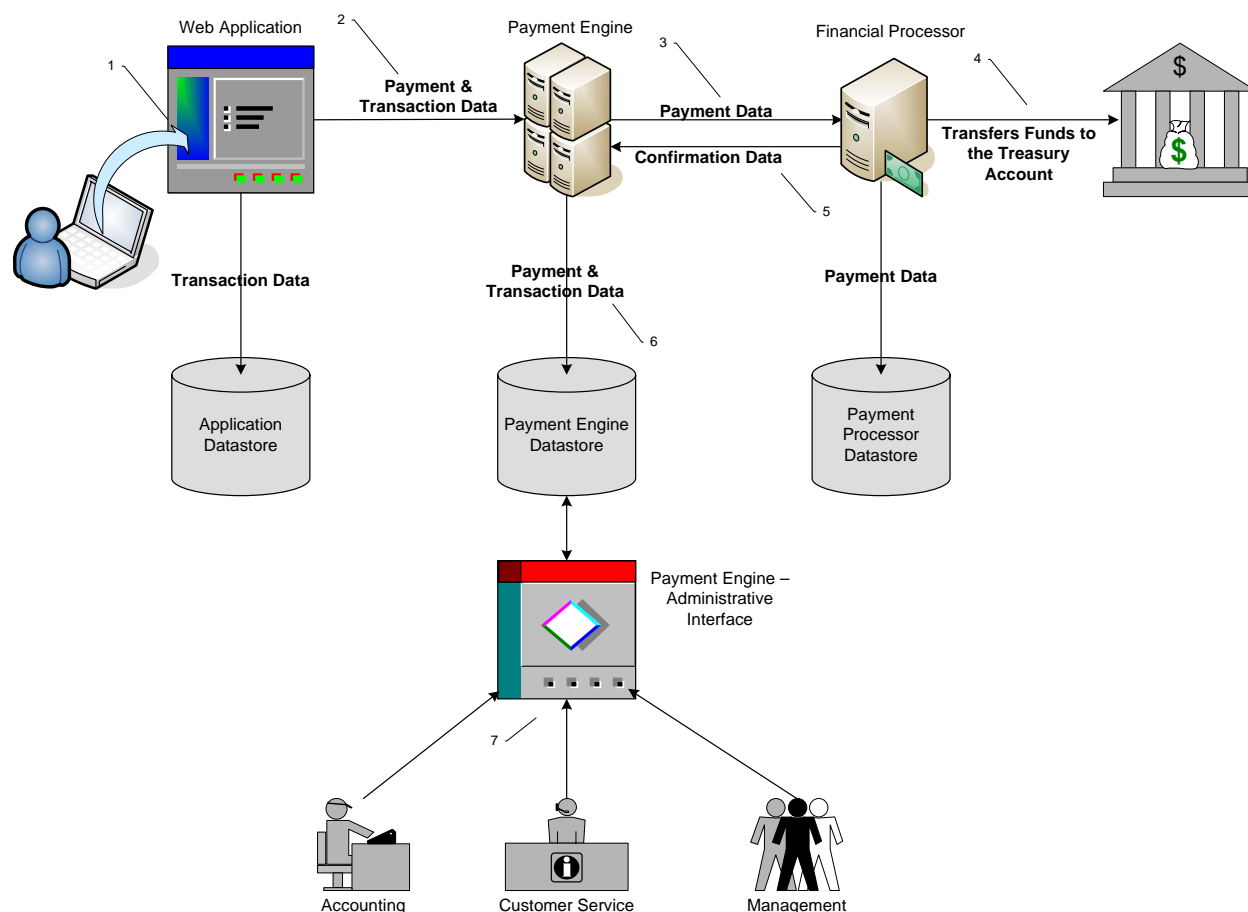 Web Application
Payment Engine
Financial Processor
1
2
3
4
Payment &
Transaction Data
Payment Data
Confirmation Data
Transfers Funds to
the Treasury
Account
$
$
5
Transaction Data
Payment &
Transaction Data
Payment Data
6
Application
Datastore
Payment Engine
Datastore
Payment
Processor
Datastore
Payment Engine –
Administrative
Interface
7
i
Accounting
Customer Service
Management